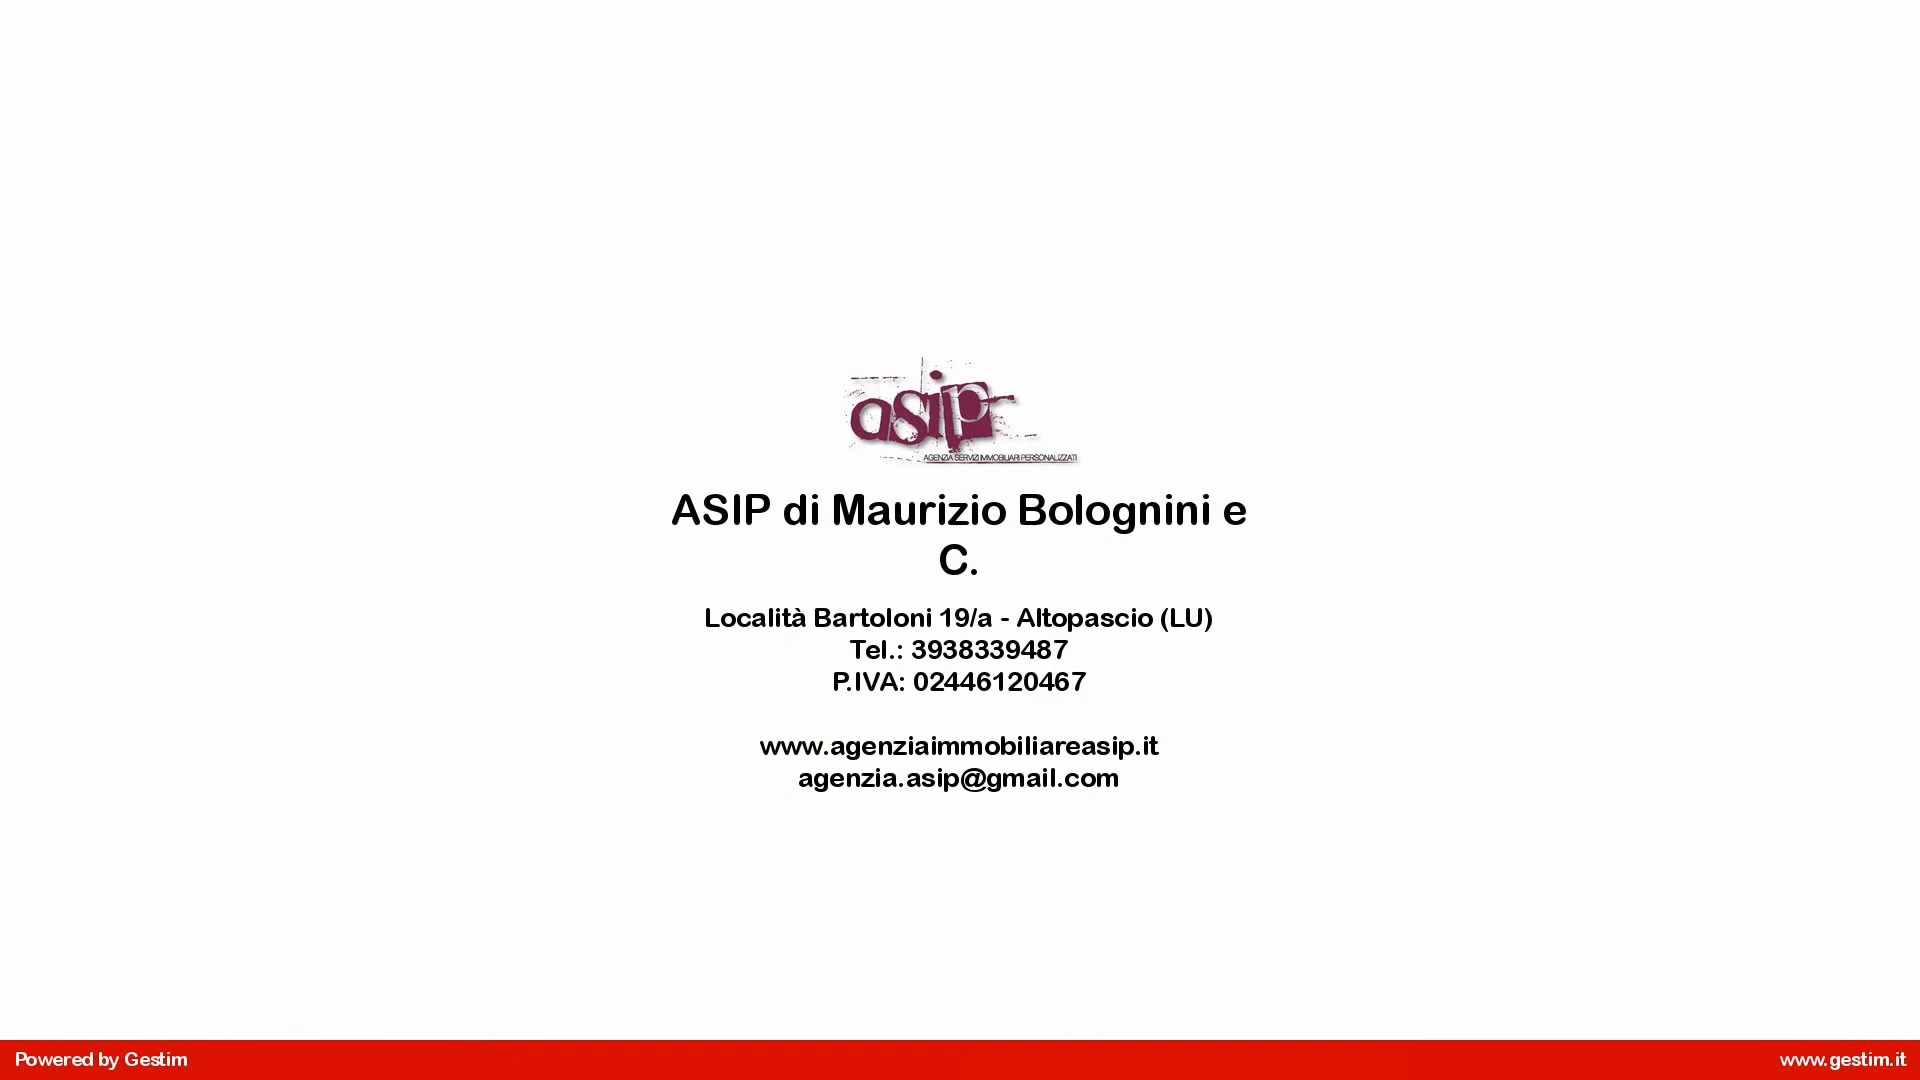 asip
AGENZIA SERVIZI IMMOBILIARI PERSONALIZZATI
ASIP di Maurizio Bolognini e
C.
Località Bartoloni 19/a - Altopascio (LU)
Tel.: 3938339487
P.IVA: 02446120467
www.agenziaimmobiliareasip.it
agenzia.asip@gmail.com
Powered by Gestim
www.gestim.it